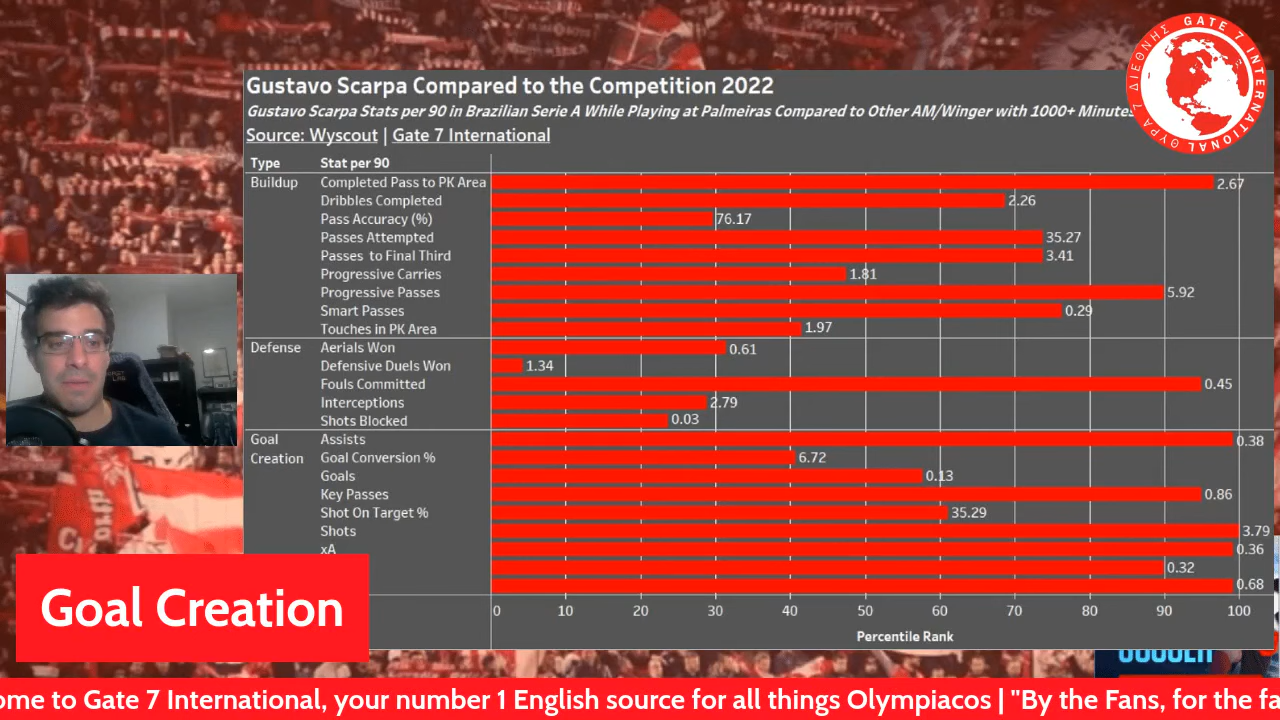 Gustavo Scarpa Compared to the Competition 2022
Gustavo Scarpa Stats per 90 in Brazilian Serie A While Playing at Palmeiras Compared to Other AM/Winger with 1000+ Minutes
Source: Wyscout | Gate 7 International
GATE 7 INTERNATIONAL
ΘΥΡΑ 7 ΔΙΕΘΝΗΣ
Type Stat per 90
Buildup Completed Pass to PK Area 2.67
Dribbles Completed 2.26
Pass Accuracy (%) 76.17
Passes Attempted 35.27
Passes to Final Third 3.41
Progressive Carries 1.81
Progressive Passes 5.92
Smart Passes 0.29
Touches in PK Area 1.97
Defense Aerials Won 0.61
Defensive Duels Won 1.34
Fouls Committed 0.45
Interceptions 2.79
Shots Blocked 0.03
Goal Assists 0.38
Creation Goal Conversion % 6.72
Goals 0.13
Key Passes 0.86
Shot On Target % 35.29
Shots 3.79
xA 0.36
0.32
0.68
0 10 20 30 40 50 60 70 80 90 100
Percentile Rank
Goal Creation
ome to Gate 7 International, your number 1 English source for all things Olympiacos | "By the Fans, for the fa